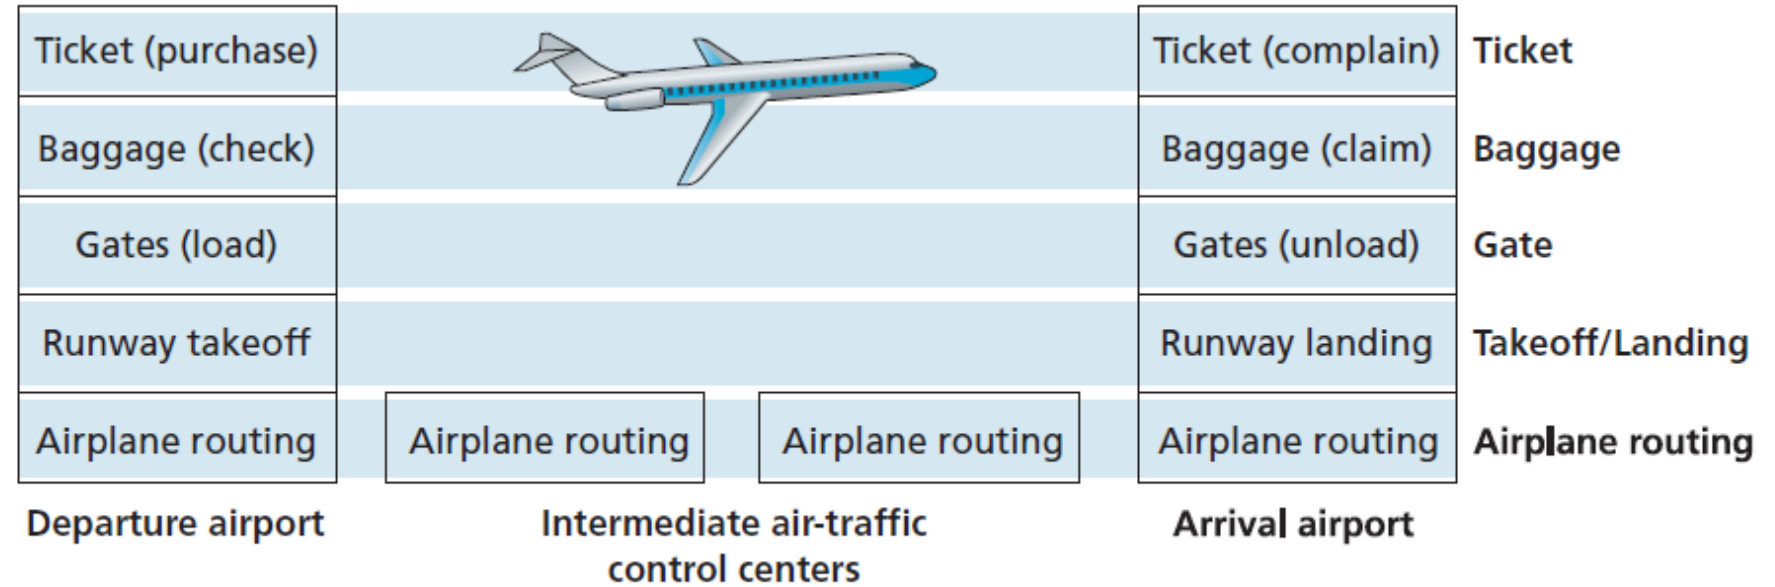 Ticket (purchase) Ticket (complain) Ticket
Baggage (check) Baggage (claim) Baggage
Gates (load) Gates (unload) Gate
Runway takeoff Runway landing Takeoff/Landing
Airplane routing Airplane routing Airplane routing Airplane routing Airplane routing
Departure airport Intermediate air-traffic Arrival airport
control centers